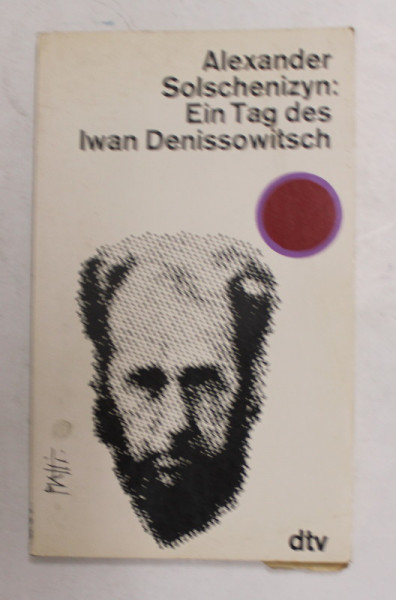 Alexander
Solschenizyn:
Ein Tag des
Iwan Denissowitsch
dtv